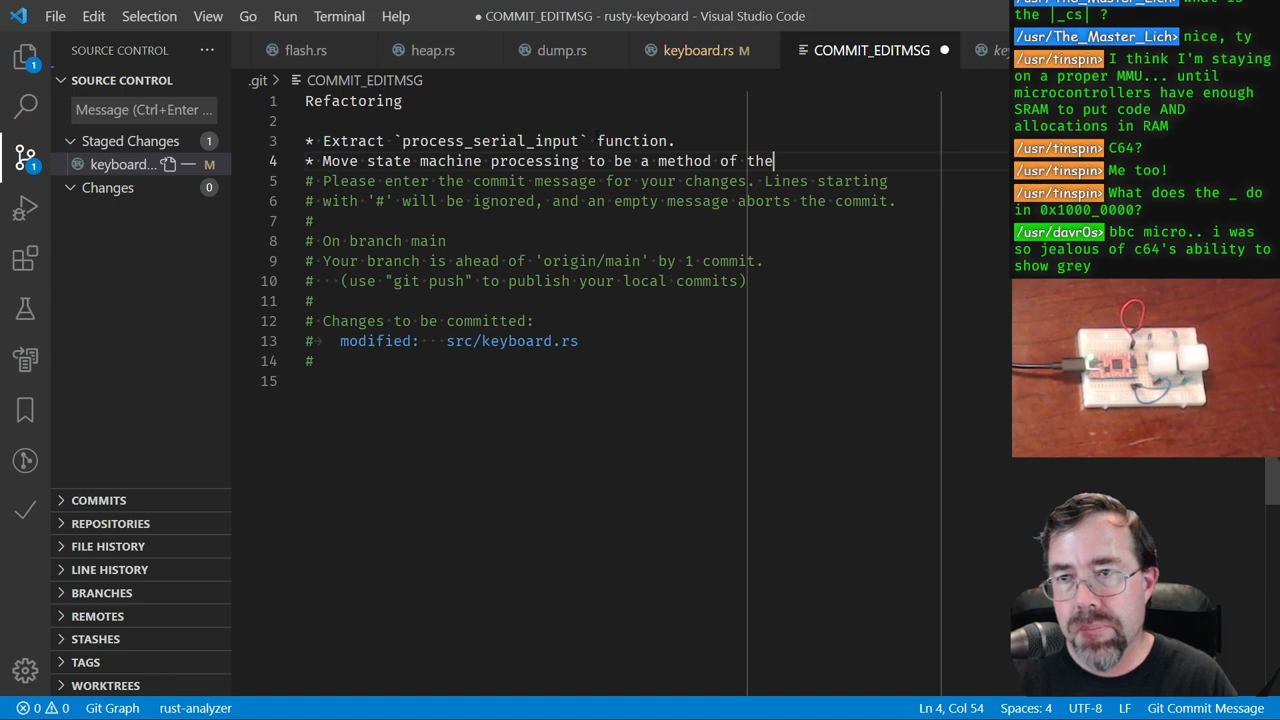 File Edit Selection View Go Run Terminal Help
● COMMIT_EDITMSG - rusty-keyboard - Visual Studio Code
SOURCE CONTROL ···
flash.rs heap.rs dump.rs keyboard.rs M COMMIT_EDITMSG ● ke
SOURCE CONTROL
Message (Ctrl+Enter ...
Staged Changes 1
keyboard... M
Changes 0
COMMITS
REPOSITORIES
FILE HISTORY
LINE HISTORY
BRANCHES
REMOTES
STASHES
TAGS
WORKTREES
.git > COMMIT_EDITMSG
1 Refactoring
2
3 * Extract `process_serial_input` function.
4 * Move state machine processing to be a method of the
5 # Please enter the commit message for your changes. Lines starting
6 # with '#' will be ignored, and an empty message aborts the commit.
7 #
8 # On branch main
9 # Your branch is ahead of 'origin/main' by 1 commit.
10 #   (use "git push" to publish your local commits)
11 #
12 # Changes to be committed:
13 # modified:   src/keyboard.rs
14 #
15
the |_cs| ?
/usr/The_Master_Lich> nice, ty
/usr/tinspin> I think I'm staying
on a proper MMU... until
microcontrollers have enough
SRAM to put code AND
allocations in RAM
/usr/tinspin> C64?
/usr/tinspin> Me too!
/usr/tinspin> What does the _ do
in 0x1000_0000?
/usr/davr0s> bbc micro.. i was
so jealous of c64's ability to
show grey
0 0 Git Graph rust-analyzer Ln 4, Col 54 Spaces: 4 UTF-8 LF Git Commit Message